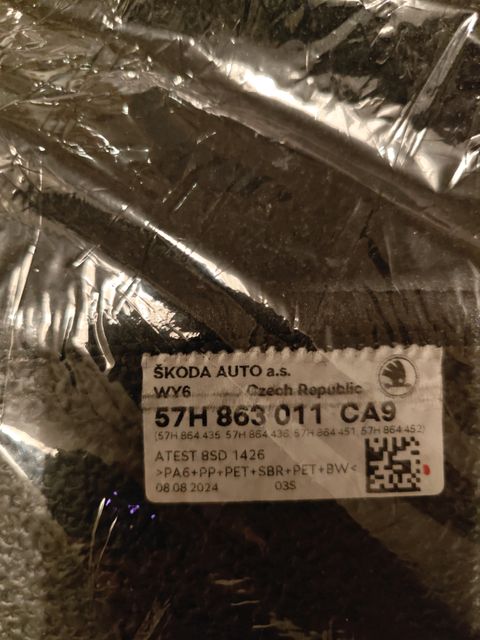 ŠKODA AUTO a.s.
WY6 Czech Republic
57H 863 011 CA9
(57H 864 435, 57H 864 436, 57H 864 451, 57H 864 452)
ATEST 8SD 1426
>PA6+PP+PET+SBR+PET+BW<
08.08.2024 03S